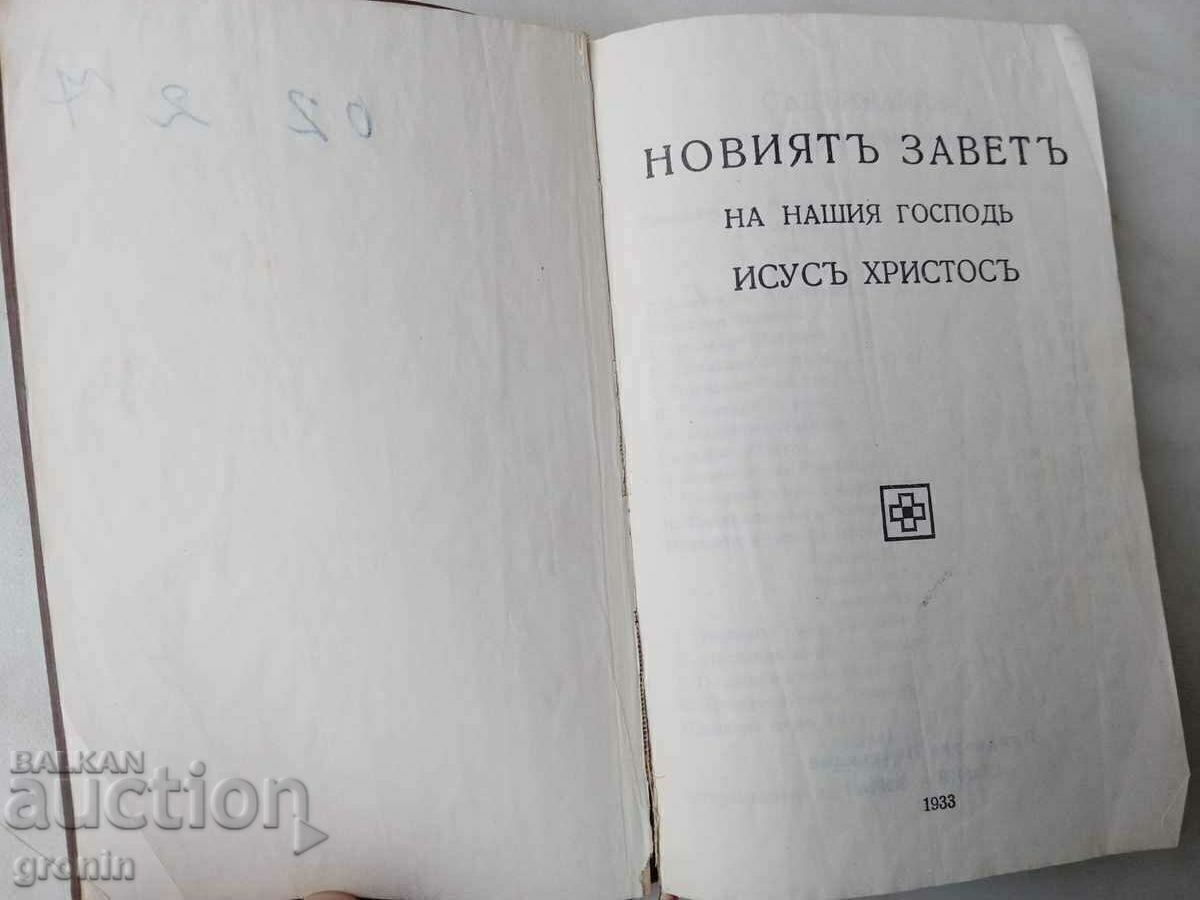 НОВИЯТЪ ЗАВЕТЪ
НА НАШИЯ ГОСПОДЬ
ИСУСЪ ХРИСТОСЪ
1933
BALKAN
auction
gronin